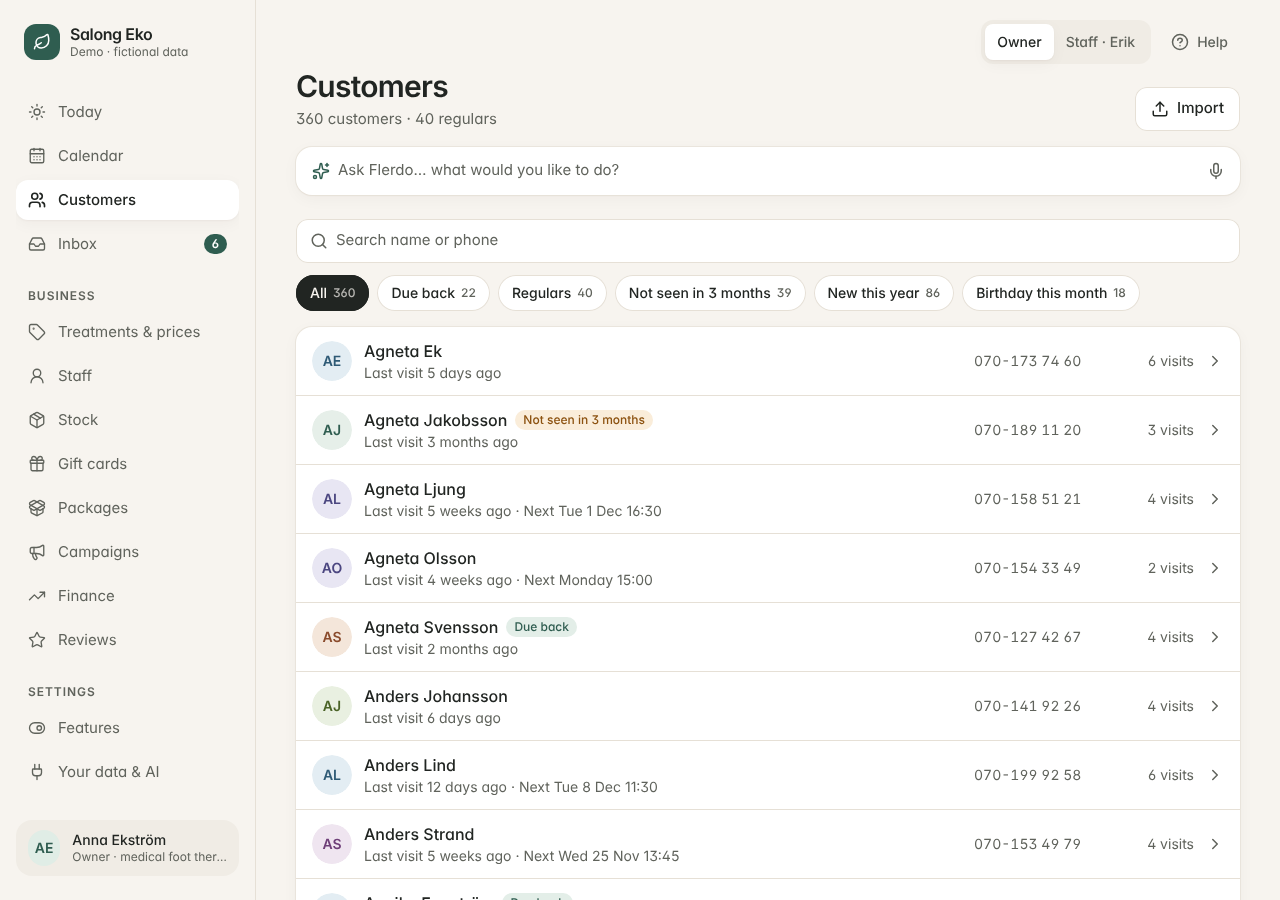 Salong Eko
Demo · fictional data
Today
Calendar
Customers
Inbox 6
BUSINESS
Treatments & prices
Staff
Stock
Gift cards
Packages
Campaigns
Finance
Reviews
SETTINGS
Features
Your data & AI
AE Anna Ekström
Owner · medical foot ther...
Owner Staff · Erik Help
Customers
360 customers · 40 regulars
Import
Ask Flerdo... what would you like to do?
Search name or phone
All 360 Due back 22 Regulars 40 Not seen in 3 months 39 New this year 86 Birthday this month 18
AE Agneta Ek 070-173 74 60 6 visits
Last visit 5 days ago
AJ Agneta Jakobsson Not seen in 3 months 070-189 11 20 3 visits
Last visit 3 months ago
AL Agneta Ljung 070-158 51 21 4 visits
Last visit 5 weeks ago · Next Tue 1 Dec 16:30
AO Agneta Olsson 070-154 33 49 2 visits
Last visit 4 weeks ago · Next Monday 15:00
AS Agneta Svensson Due back 070-127 42 67 4 visits
Last visit 2 months ago
AJ Anders Johansson 070-141 92 26 4 visits
Last visit 6 days ago
AL Anders Lind 070-199 92 58 6 visits
Last visit 12 days ago · Next Tue 8 Dec 11:30
AS Anders Strand 070-153 49 79 4 visits
Last visit 5 weeks ago · Next Wed 25 Nov 13:45